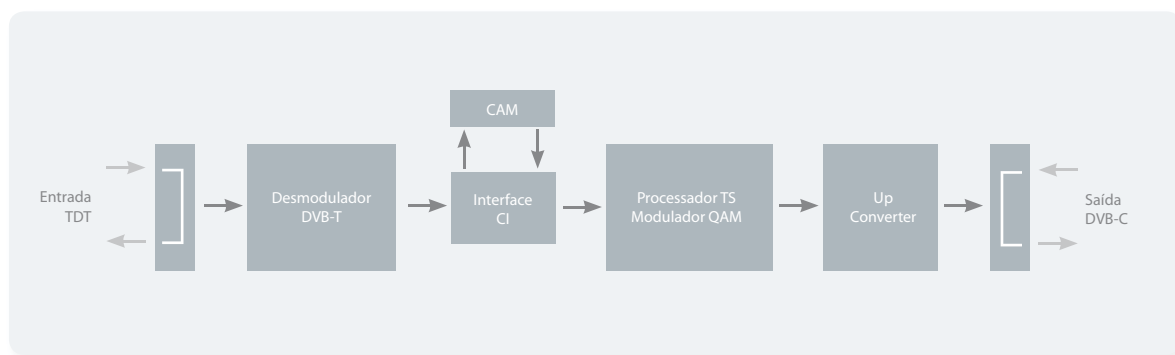 CAM
Entrada
TDT
Desmodulador
DVB-T
Interface
CI
Processador TS
Modulador QAM
Up
Converter
Saída
DVB-C